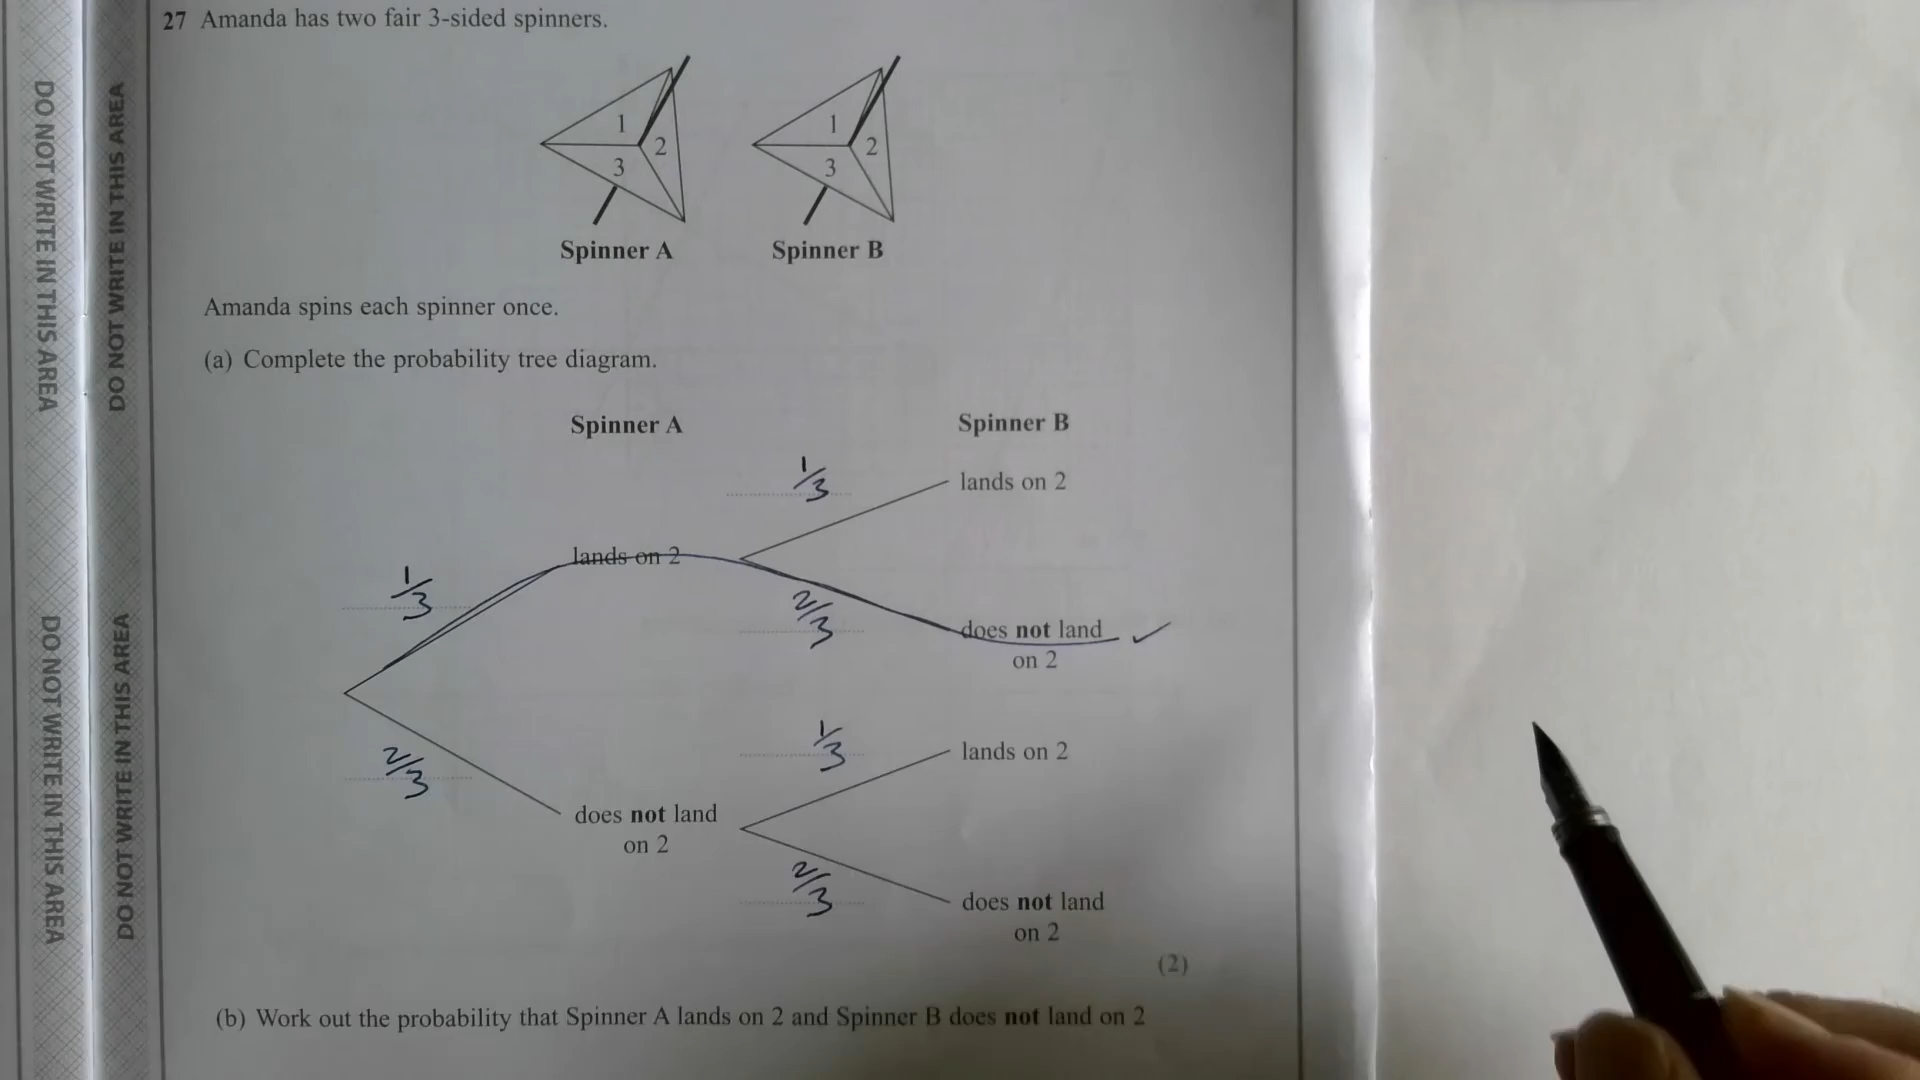 27 Amanda has two fair 3-sided spinners.
1
2
3
1
2
3
Spinner A
Spinner B
Amanda spins each spinner once.
(a) Complete the probability tree diagram.
Spinner A
Spinner B
1/3
lands on 2
lands on 2
1/3
2/3
does not land
on 2
1/3
lands on 2
2/3
does not land
on 2
2/3
does not land
on 2
(2)
(b) Work out the probability that Spinner A lands on 2 and Spinner B does not land on 2
DO NOT WRITE IN THIS AREA
DO NOT WRITE IN THIS AREA
DO NOT WRITE IN THIS AREA
DO NOT WRITE IN THIS AREA